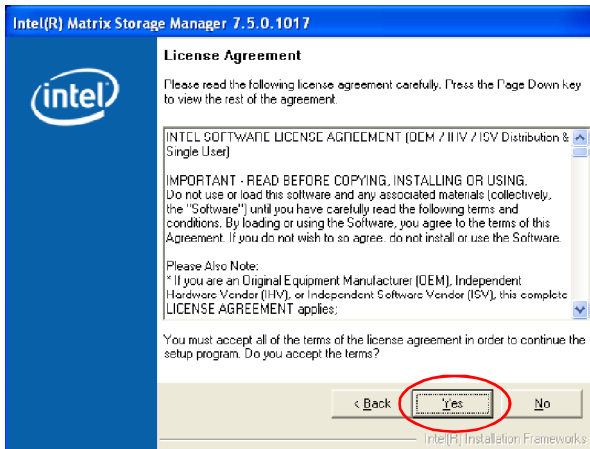 Intel(R) Matrix Storage Manager 7.5.0.1017
intel
License Agreement
Please read the following license agreement carefully. Press the Page Down key
to view the rest of the agreement.
INTEL SOFTWARE LICENSE AGREEMENT (OEM / IHV / ISV Distribution &
Single User)
IMPORTANT - READ BEFORE COPYING, INSTALLING OR USING.
Do not use or load this software and any associated materials (collectively,
the "Software") until you have carefully read the following terms and
conditions. By loading or using the Software, you agree to the terms of this
Agreement. If you do not wish to so agree, do not install or use the Software.
Please Also Note:
* If you are an Original Equipment Manufacturer (OEM), Independent
Hardware Vendor (IHV), or Independent Software Vendor (ISV), this complete
LICENSE AGREEMENT applies;
You must accept all of the terms of the license agreement in order to continue the
setup program. Do you accept the terms?
< Back
Yes
No
Intel(R) Installation Frameworks